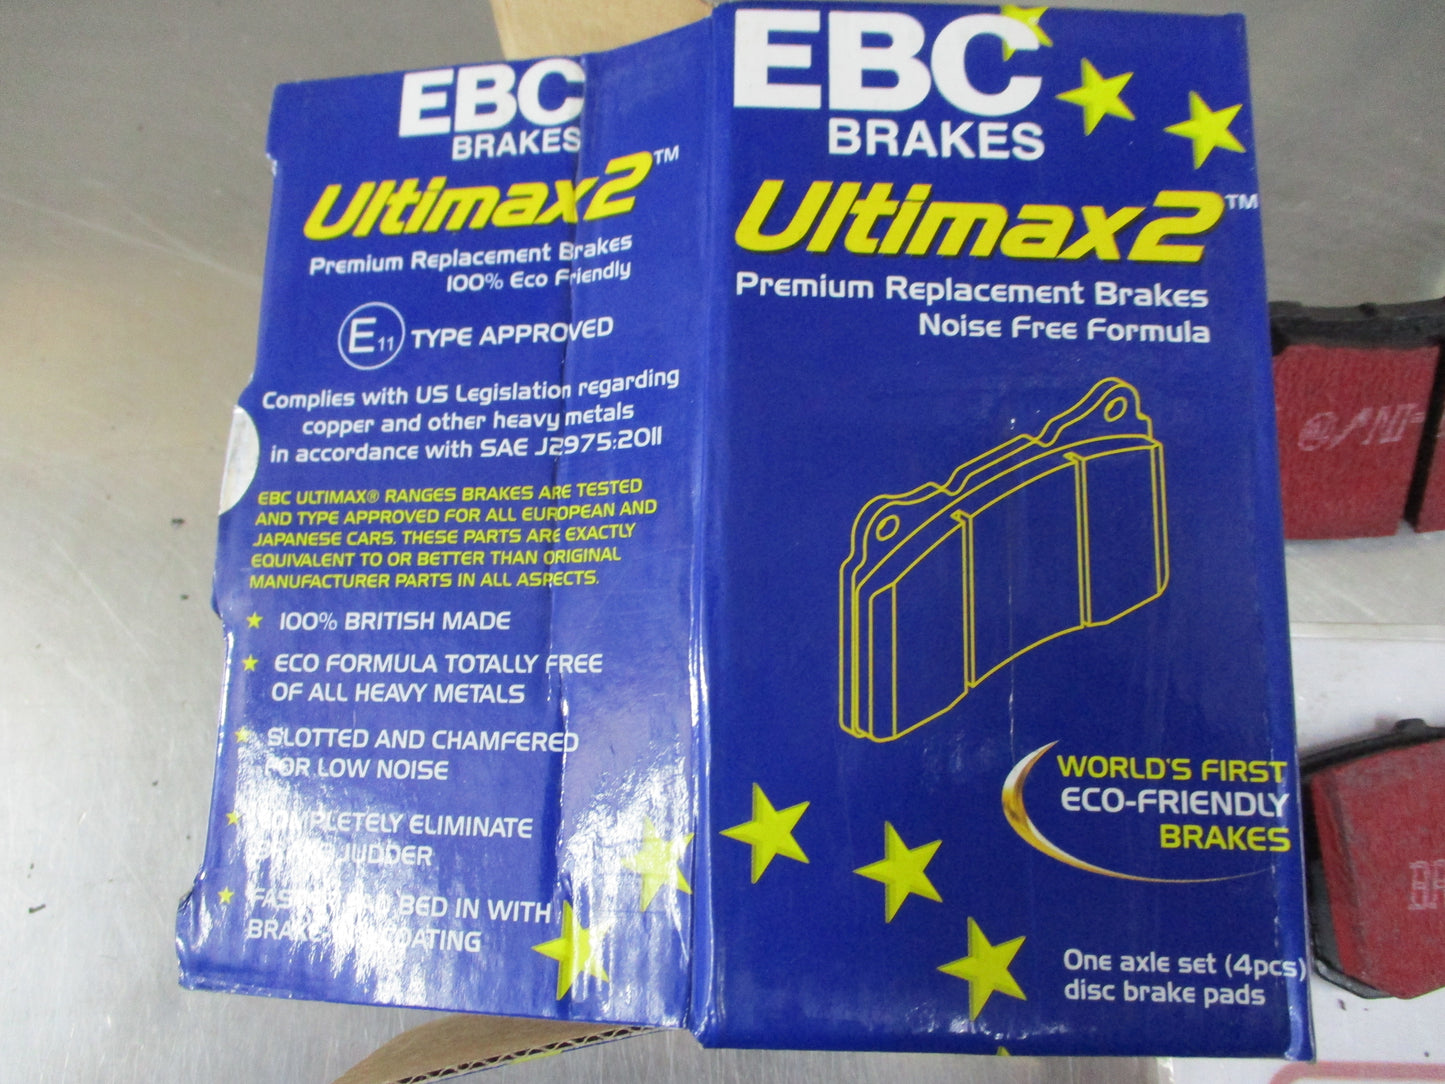 EBC
BRAKES
Ultimax2™
Premium Replacement Brakes
100% Eco Friendly
E11 TYPE APPROVED
Complies with US Legislation regarding
copper and other heavy metals
in accordance with SAE J2975:2011
EBC ULTIMAX® RANGES BRAKES ARE TESTED
AND TYPE APPROVED FOR ALL EUROPEAN AND
JAPANESE CARS. THESE PARTS ARE EXACTLY
EQUIVALENT TO OR BETTER THAN ORIGINAL
MANUFACTURER PARTS IN ALL ASPECTS.
100% BRITISH MADE
ECO FORMULA TOTALLY FREE
OF ALL HEAVY METALS
SLOTTED AND CHAMFERED
FOR LOW NOISE
COMPLETELY ELIMINATE
JUDDER
BED IN WITH
COATING
EBC
BRAKES
Ultimax2™
Premium Replacement Brakes
Noise Free Formula
WORLD'S FIRST
ECO-FRIENDLY
BRAKES
One axle set (4pcs)
disc brake pads